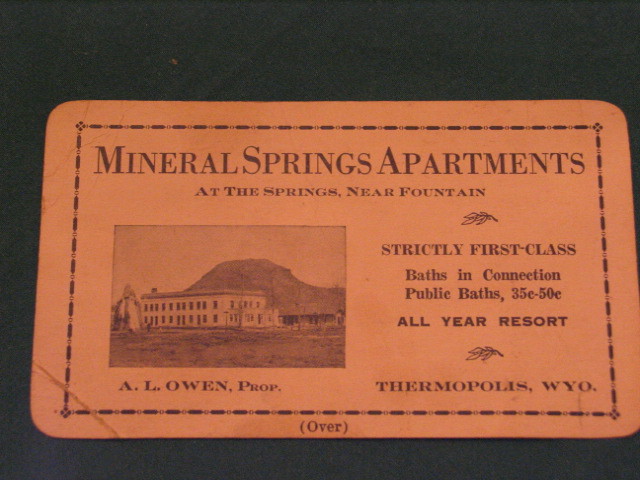 MINERAL SPRINGS APARTMENTS
AT THE SPRINGS, NEAR FOUNTAIN
STRICTLY FIRST-CLASS
Baths in Connection
Public Baths, 35c-50c
ALL YEAR RESORT
A. L. OWEN, PROP.
THERMOPOLIS, WYO.
(Over)